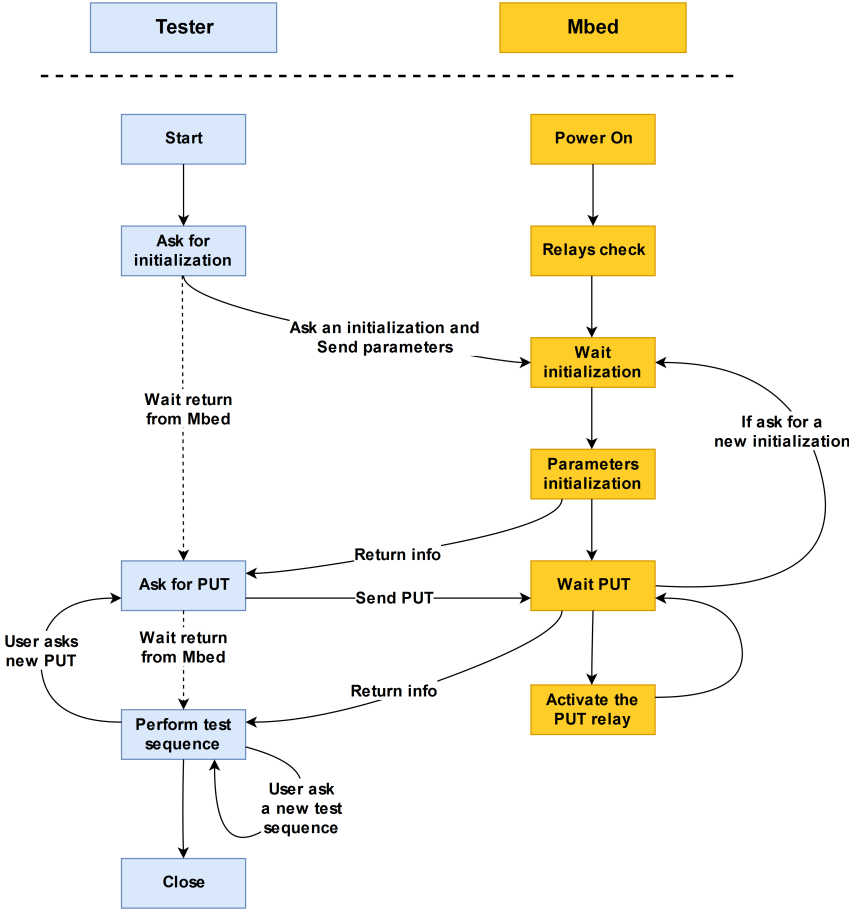 Tester
Mbed
Start
Power On
Ask for
initialization
Relays check
Ask an initialization and
Send parameters
Wait
initialization
Wait return
from Mbed
If ask for a
new initialization
Parameters
initialization
Return info
Ask for PUT
Send PUT
Wait PUT
User asks
new PUT
Wait return
from Mbed
Return info
Activate the
PUT relay
Perform test
sequence
User ask
a new test
sequence
Close